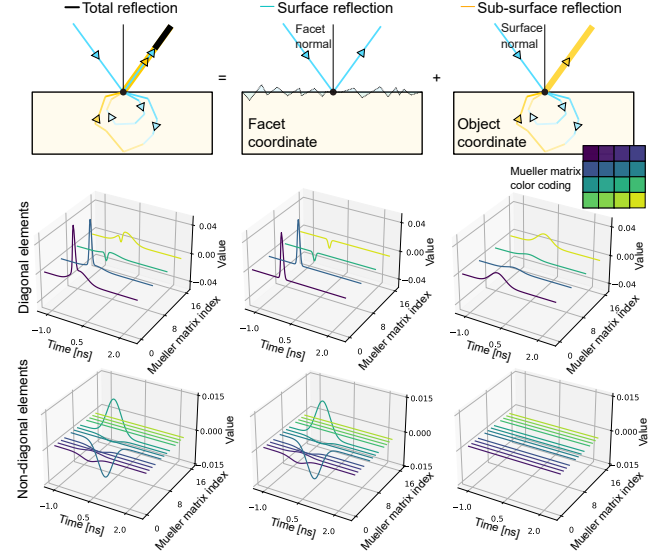 Total reflection
Surface reflection
Sub-surface reflection
Facet
normal
Surface
normal
=
+
Facet
coordinate
Object
coordinate
Mueller matrix
color coding
Diagonal elements
0.04
0.00
-0.04
Value
16
8
0
Mueller matrix index
-1.0
0.5
2.0
Time [ns]
0.04
0.00
-0.04
Value
16
8
0
Mueller matrix index
-1.0
0.5
2.0
Time [ns]
0.04
0.00
-0.04
Value
16
8
0
Mueller matrix index
-1.0
0.5
2.0
Time [ns]
Non-diagonal elements
0.015
0.000
-0.015
Value
16
8
0
Mueller matrix index
-1.0
0.5
2.0
Time [ns]
0.015
0.000
-0.015
Value
16
8
0
Mueller matrix index
-1.0
0.5
2.0
Time [ns]
0.015
0.000
-0.015
Value
16
8
0
Mueller matrix index
-1.0
0.5
2.0
Time [ns]